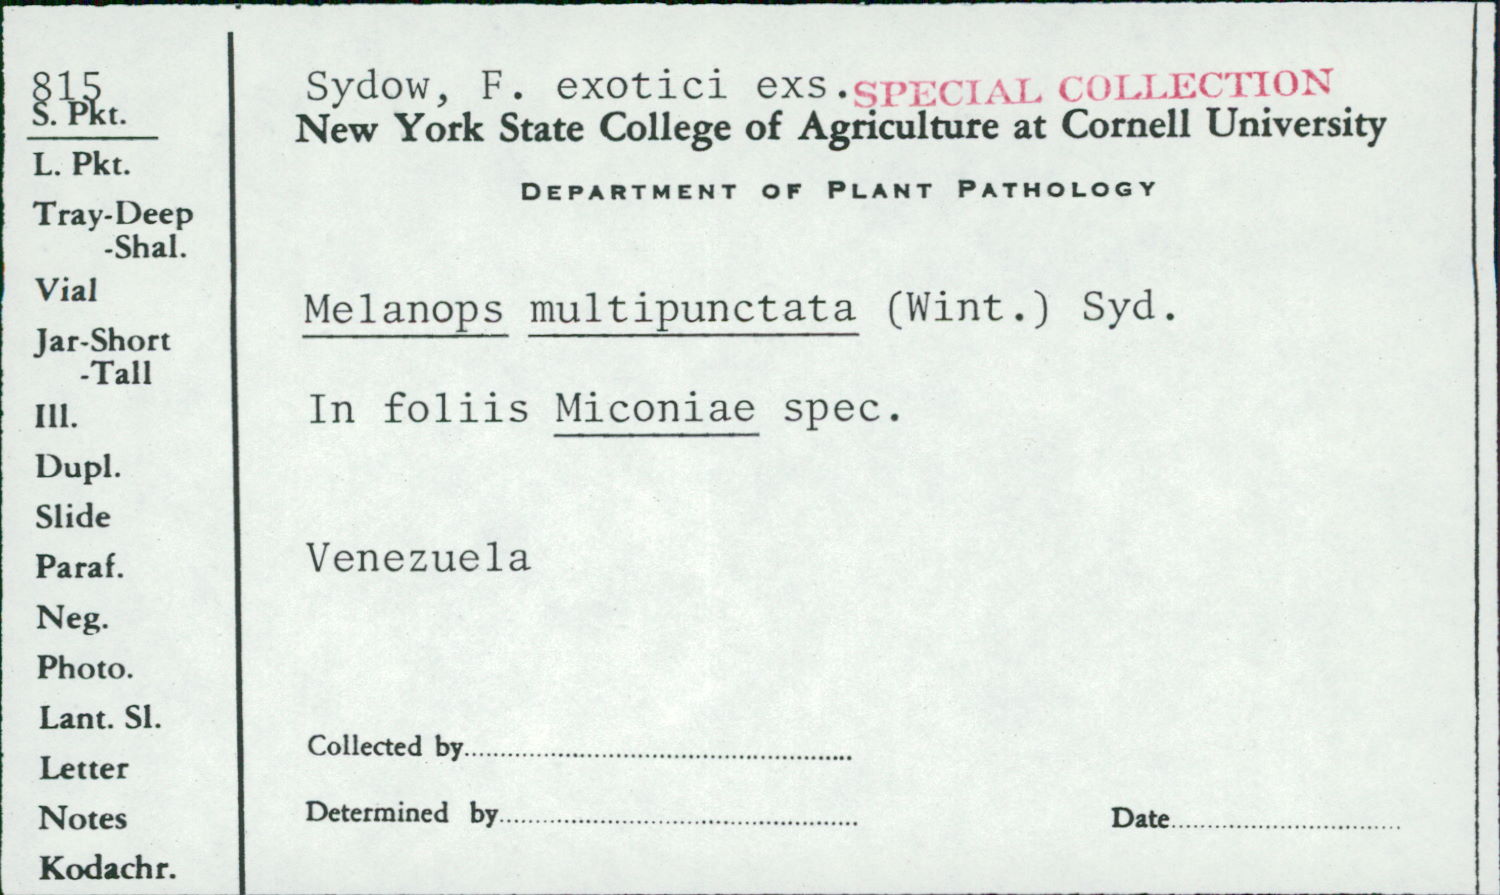 815
S. Pkt.
L. Pkt.
Tray-Deep
-Shal.
Vial
Jar-Short
-Tall
Ill.
Dupl.
Slide
Paraf.
Neg.
Photo.
Lant. Sl.
Letter
Notes
Kodachr.
Sydow, F. exotici exs. SPECIAL COLLECTION
New York State College of Agriculture at Cornell University
DEPARTMENT OF PLANT PATHOLOGY
Melanops multipunctata (Wint.) Syd.
In foliis Miconiae spec.
Venezuela
Collected by
Determined by
Date